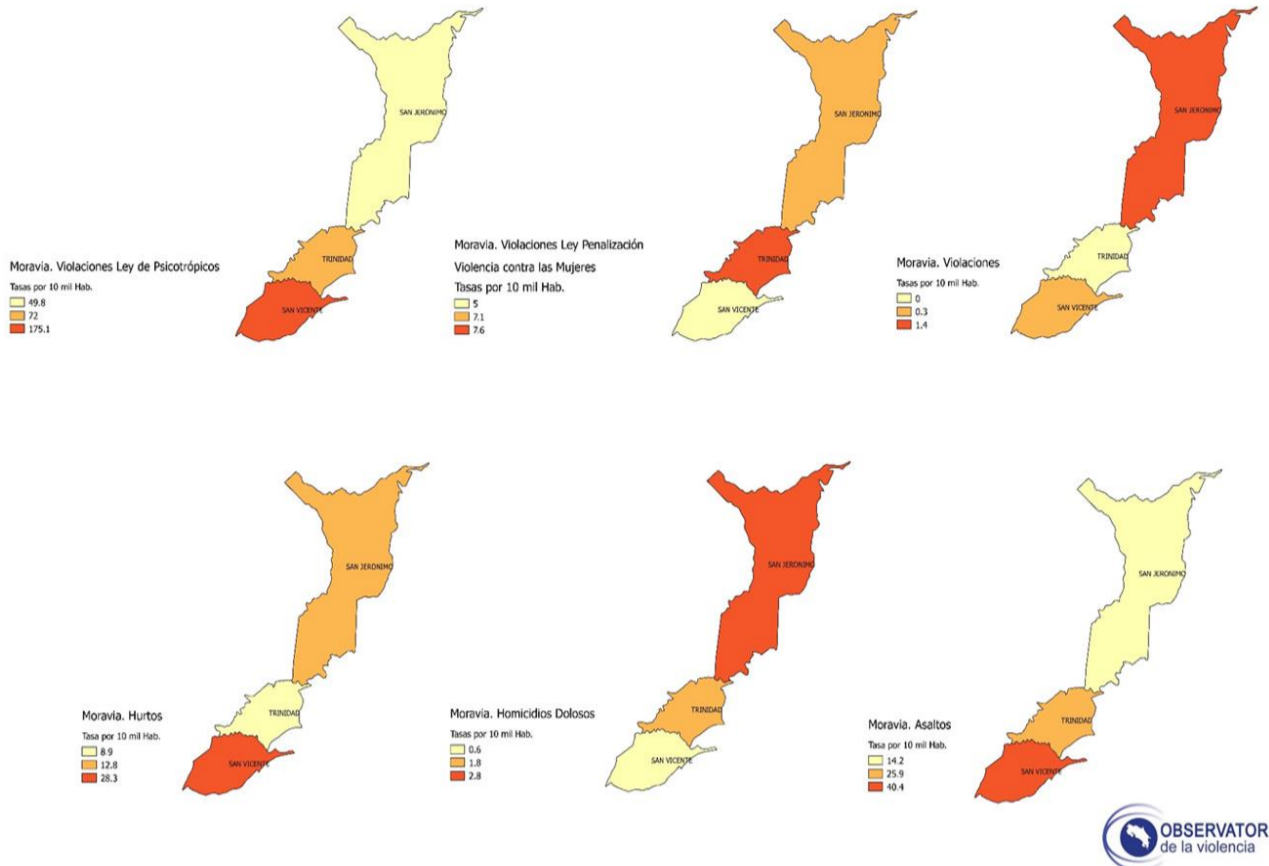 SAN JERONIMO
TRINIDAD
SAN VICENTE
Moravia. Violaciones Ley de Psicotrópicos
Tasas por 10 mil Hab.
49.8
72
175.1
SAN JERONIMO
TRINIDAD
SAN VICENTE
Moravia. Violaciones Ley Penalización
Violencia contra las Mujeres
Tasas por 10 mil Hab.
5
7.1
7.6
SAN JERONIMO
TRINIDAD
SAN VICENTE
Moravia. Violaciones
Tasas por 10 mil Hab.
0
0.3
1.4
SAN JERONIMO
TRINIDAD
SAN VICENTE
Moravia. Hurtos
Tasa por 10 mil Hab.
8.9
12.8
28.3
SAN JERONIMO
TRINIDAD
SAN VICENTE
Moravia. Homicidios Dolosos
Tasas por 10 mil Hab.
0.6
1.8
2.8
SAN JERONIMO
TRINIDAD
SAN VICENTE
Moravia. Asaltos
Tasa por 10 mil Hab.
14.2
25.9
40.4
OBSERVATOR
de la violencia